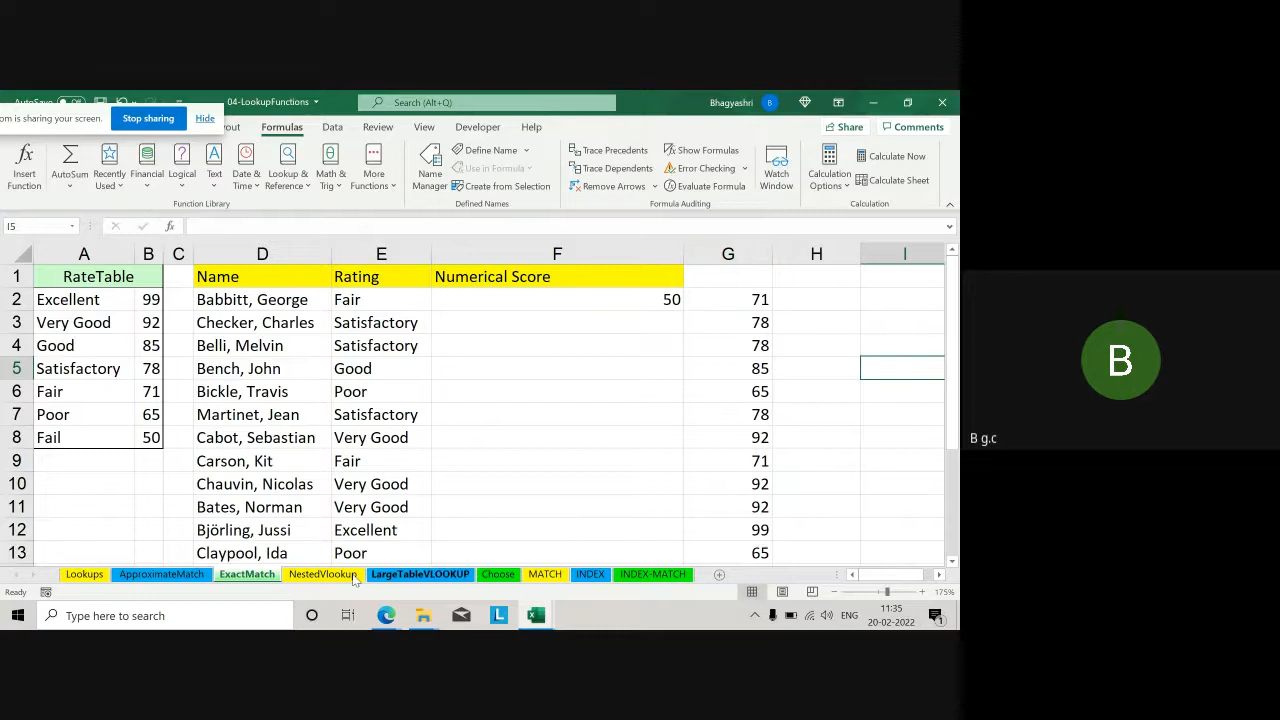 AutoSave Off
04-LookupFunctions
Search (Alt+Q)
Bhagyashri B
om is sharing your screen. Stop sharing Hide
out Formulas Data Review View Developer Help
Share Comments
Insert Function
AutoSum
Recently Used
Financial
Logical
Text
Date & Time
Lookup & Reference
Math & Trig
More Functions
Function Library
Name Manager
Define Name
Use in Formula
Create from Selection
Defined Names
Trace Precedents
Trace Dependents
Remove Arrows
Show Formulas
Error Checking
Evaluate Formula
Formula Auditing
Watch Window
Calculation Options
Calculate Now
Calculate Sheet
Calculation
I5 fx
A B C D E F G H I
1 RateTable Name Rating Numerical Score
2 Excellent 99 Babbitt, George Fair 50 71
3 Very Good 92 Checker, Charles Satisfactory 78
4 Good 85 Belli, Melvin Satisfactory 78
5 Satisfactory 78 Bench, John Good 85
6 Fair 71 Bickle, Travis Poor 65
7 Poor 65 Martinet, Jean Satisfactory 78
8 Fail 50 Cabot, Sebastian Very Good 92
9 Carson, Kit Fair 71
10 Chauvin, Nicolas Very Good 92
11 Bates, Norman Very Good 92
12 Björling, Jussi Excellent 99
13 Claypool, Ida Poor 65
Lookups ApproximateMatch ExactMatch NestedVlookup LargeTableVLOOKUP Choose MATCH INDEX INDEX-MATCH
Ready 175%
Type here to search
L
ENG
11:35
20-02-2022
1
B
B g.c